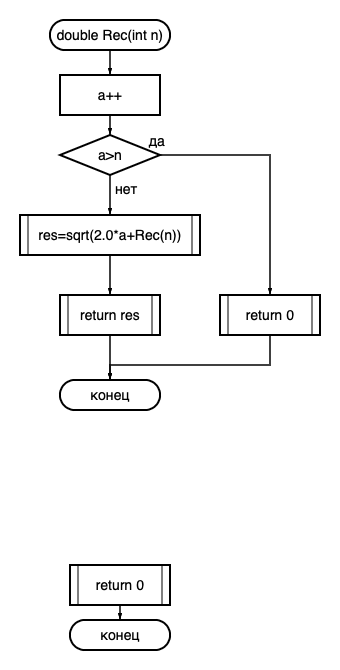 double Rec(int n)
a++
да
a>n
нет
res=sqrt(2.0*a+Rec(n))
return res
return 0
конец
return 0
конец